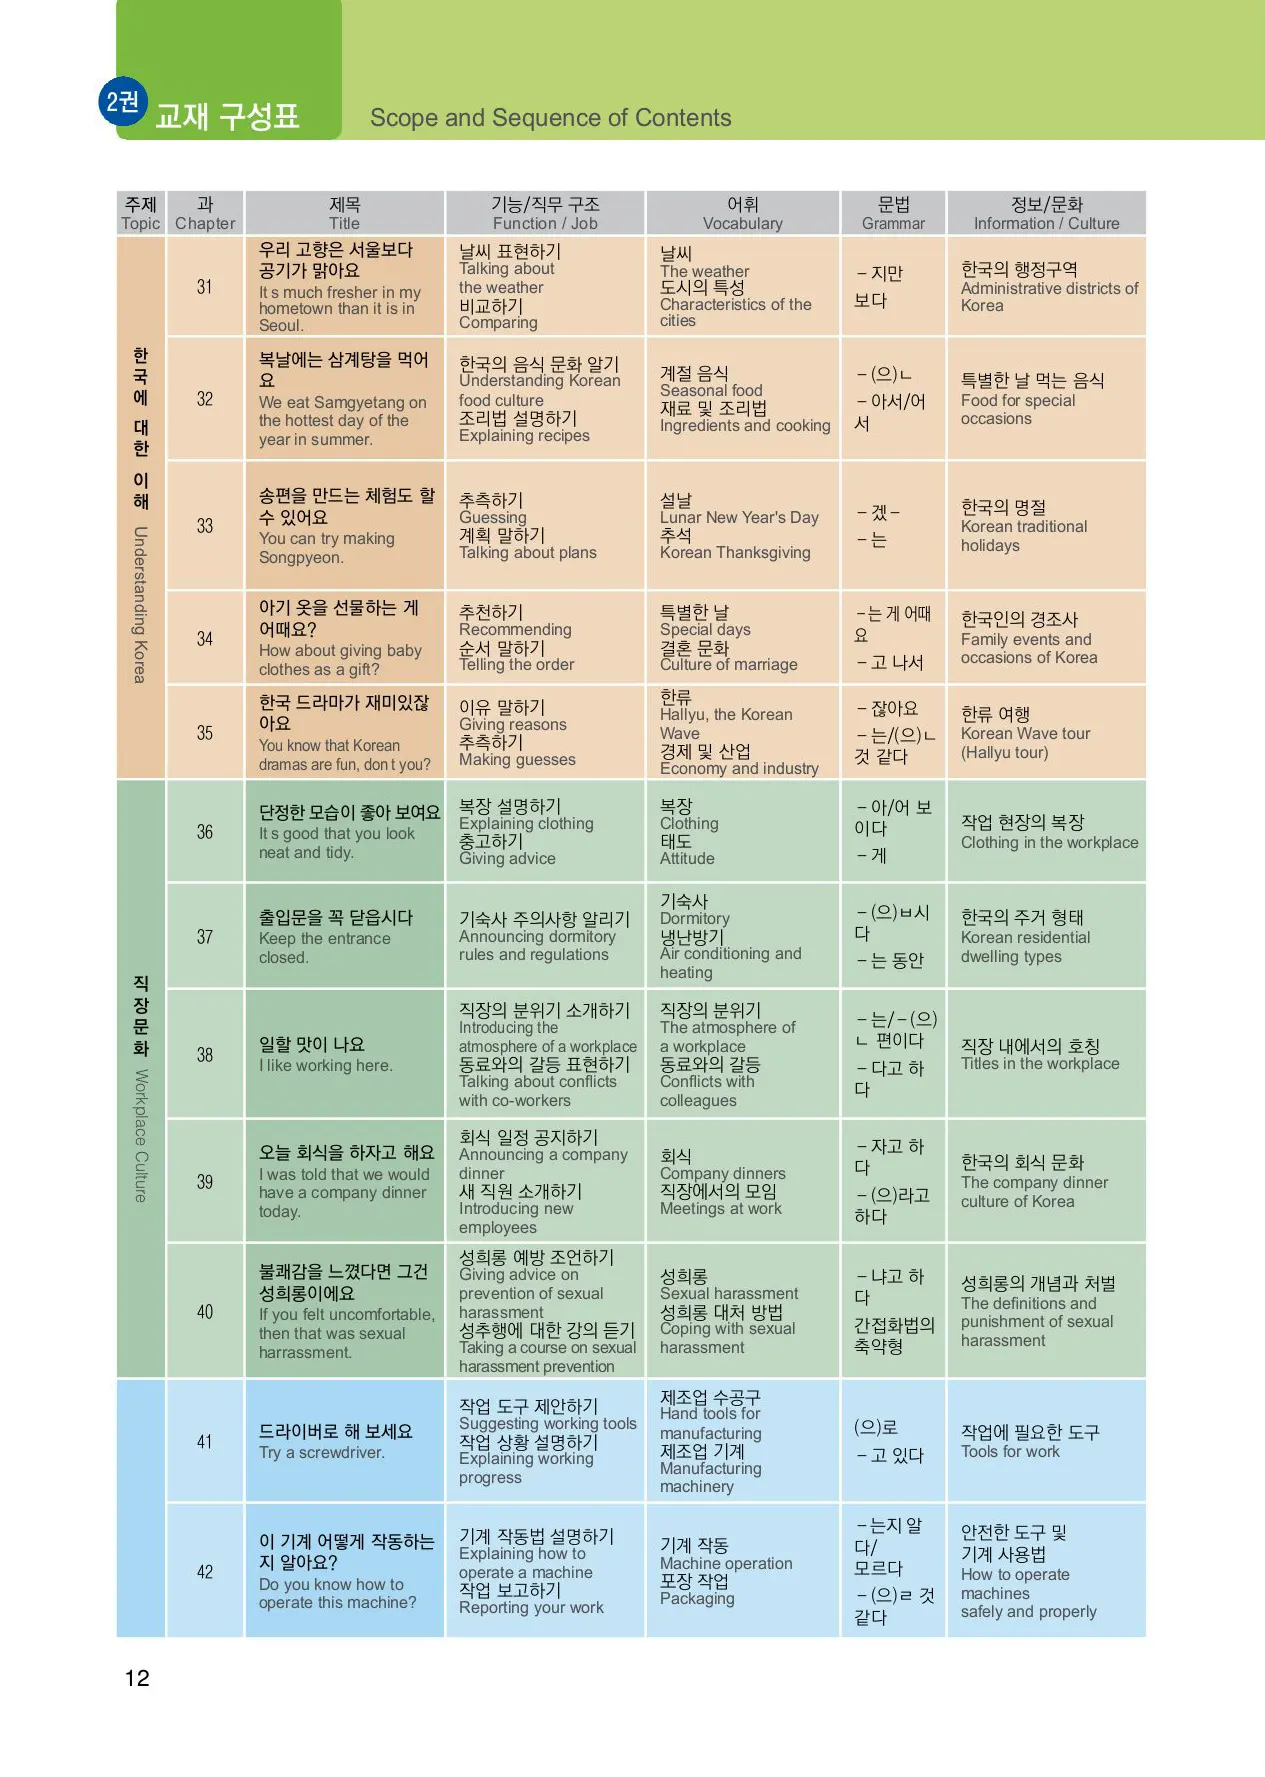 2권
교재 구성표
Scope and Sequence of Contents
주제
Topic
과
Chapter
제목
Title
기능/직무 구조
Function / Job
어휘
Vocabulary
문법
Grammar
정보/문화
Information / Culture
한국에 대한 이해 Understanding Korea
31
우리 고향은 서울보다
공기가 맑아요
It s much fresher in my
hometown than it is in
Seoul.
날씨 표현하기
Talking about
the weather
비교하기
Comparing
날씨
The weather
도시의 특성
Characteristics of the
cities
－지만
보다
한국의 행정구역
Administrative districts of
Korea
32
복날에는 삼계탕을 먹어
요
We eat Samgyetang on
the hottest day of the
year in summer.
한국의 음식 문화 알기
Understanding Korean
food culture
조리법 설명하기
Explaining recipes
계절 음식
Seasonal food
재료 및 조리법
Ingredients and cooking
－(으)ㄴ
－아서/어
서
특별한 날 먹는 음식
Food for special
occasions
33
송편을 만드는 체험도 할
수 있어요
You can try making
Songpyeon.
추측하기
Guessing
계획 말하기
Talking about plans
설날
Lunar New Year's Day
추석
Korean Thanksgiving
－겠－
－는
한국의 명절
Korean traditional
holidays
34
아기 옷을 선물하는 게
어때요?
How about giving baby
clothes as a gift?
추천하기
Recommending
순서 말하기
Telling the order
특별한 날
Special days
결혼 문화
Culture of marriage
－는 게 어때
요
－고 나서
한국인의 경조사
Family events and
occasions of Korea
35
한국 드라마가 재미있잖
아요
You know that Korean
dramas are fun, don t you?
이유 말하기
Giving reasons
추측하기
Making guesses
한류
Hallyu, the Korean
Wave
경제 및 산업
Economy and industry
－잖아요
－는/(으)ㄴ
것 같다
한류 여행
Korean Wave tour
(Hallyu tour)
직장문화 Workplace Culture
36
단정한 모습이 좋아 보여요
It s good that you look
neat and tidy.
복장 설명하기
Explaining clothing
충고하기
Giving advice
복장
Clothing
태도
Attitude
－아/어 보
이다
－게
작업 현장의 복장
Clothing in the workplace
37
출입문을 꼭 닫읍시다
Keep the entrance
closed.
기숙사 주의사항 알리기
Announcing dormitory
rules and regulations
기숙사
Dormitory
냉난방기
Air conditioning and
heating
－(으)ㅂ시
다
－는 동안
한국의 주거 형태
Korean residential
dwelling types
38
일할 맛이 나요
I like working here.
직장의 분위기 소개하기
Introducing the
atmosphere of a workplace
동료와의 갈등 표현하기
Talking about conflicts
with co-workers
직장의 분위기
The atmosphere of
a workplace
동료와의 갈등
Conflicts with
colleagues
－는/－(으)
ㄴ 편이다
－다고 하
다
직장 내에서의 호칭
Titles in the workplace
39
오늘 회식을 하자고 해요
I was told that we would
have a company dinner
today.
회식 일정 공지하기
Announcing a company
dinner
새 직원 소개하기
Introducing new
employees
회식
Company dinners
직장에서의 모임
Meetings at work
－자고 하
다
－(으)라고
하다
한국의 회식 문화
The company dinner
culture of Korea
40
불쾌감을 느꼈다면 그건
성희롱이에요
If you felt uncomfortable,
then that was sexual
harrassment.
성희롱 예방 조언하기
Giving advice on
prevention of sexual
harassment
성추행에 대한 강의 듣기
Taking a course on sexual
harassment prevention
성희롱
Sexual harassment
성희롱 대처 방법
Coping with sexual
harassment
－냐고 하
다
간접화법의
축약형
성희롱의 개념과 처벌
The definitions and
punishment of sexual
harassment
41
드라이버로 해 보세요
Try a screwdriver.
작업 도구 제안하기
Suggesting working tools
작업 상황 설명하기
Explaining working
progress
제조업 수공구
Hand tools for
manufacturing
제조업 기계
Manufacturing
machinery
(으)로
－고 있다
작업에 필요한 도구
Tools for work
42
이 기계 어떻게 작동하는
지 알아요?
Do you know how to
operate this machine?
기계 작동법 설명하기
Explaining how to
operate a machine
작업 보고하기
Reporting your work
기계 작동
Machine operation
포장 작업
Packaging
－는지 알
다/
모르다
－(으)ㄹ 것
같다
안전한 도구 및
기계 사용법
How to operate
machines
safely and properly
12